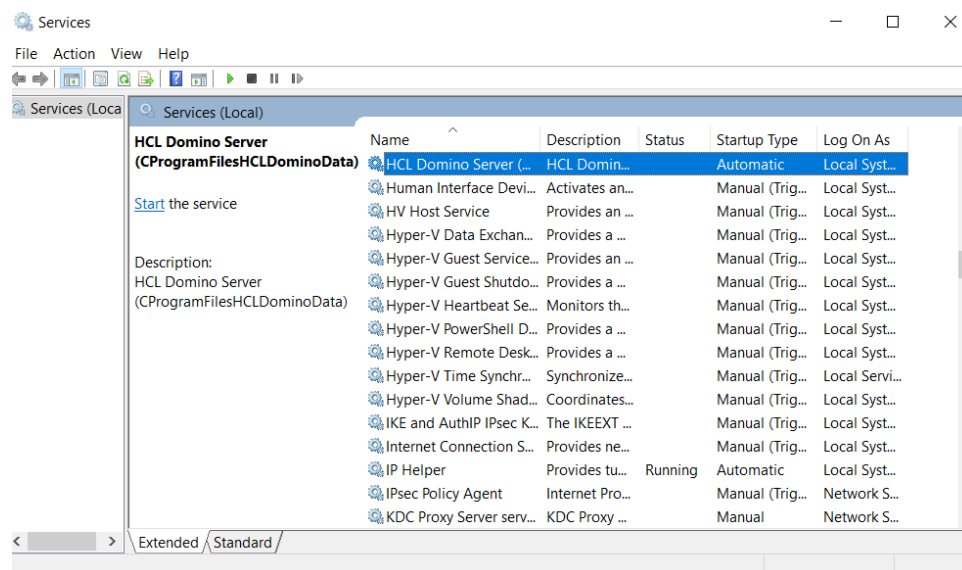 Services
File Action View Help
Services (Loca
Services (Local)
HCL Domino Server
(CProgramFilesHCLDominoData)
Start the service
Description:
HCL Domino Server
(CProgramFilesHCLDominoData)
Name Description Status Startup Type Log On As
HCL Domino Server (... HCL Domin... Automatic Local Syst...
Human Interface Devi... Activates an... Manual (Trig... Local Syst...
HV Host Service Provides an ... Manual (Trig... Local Syst...
Hyper-V Data Exchan... Provides a ... Manual (Trig... Local Syst...
Hyper-V Guest Service... Provides an ... Manual (Trig... Local Syst...
Hyper-V Guest Shutdo... Provides a ... Manual (Trig... Local Syst...
Hyper-V Heartbeat Se... Monitors th... Manual (Trig... Local Syst...
Hyper-V PowerShell D... Provides a ... Manual (Trig... Local Syst...
Hyper-V Remote Desk... Provides a ... Manual (Trig... Local Syst...
Hyper-V Time Synchr... Synchronize... Manual (Trig... Local Servi...
Hyper-V Volume Shad... Coordinates... Manual (Trig... Local Syst...
IKE and AuthIP IPsec K... The IKEEXT ... Manual (Trig... Local Syst...
Internet Connection S... Provides ne... Manual (Trig... Local Syst...
IP Helper Provides tu... Running Automatic Local Syst...
IPsec Policy Agent Internet Pro... Manual (Trig... Network S...
KDC Proxy Server serv... KDC Proxy ... Manual Network S...
Extended Standard